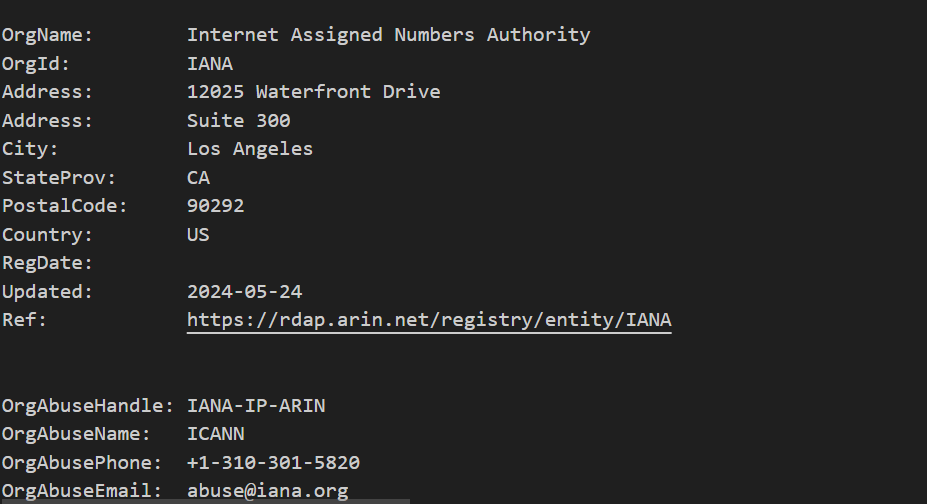 OrgName:        Internet Assigned Numbers Authority
OrgId:          IANA
Address:        12025 Waterfront Drive
Address:        Suite 300
City:           Los Angeles
StateProv:      CA
PostalCode:     90292
Country:        US
RegDate:
Updated:        2024-05-24
Ref:            https://rdap.arin.net/registry/entity/IANA
OrgAbuseHandle: IANA-IP-ARIN
OrgAbuseName:   ICANN
OrgAbusePhone:  +1-310-301-5820
OrgAbuseEmail:  abuse@iana.org